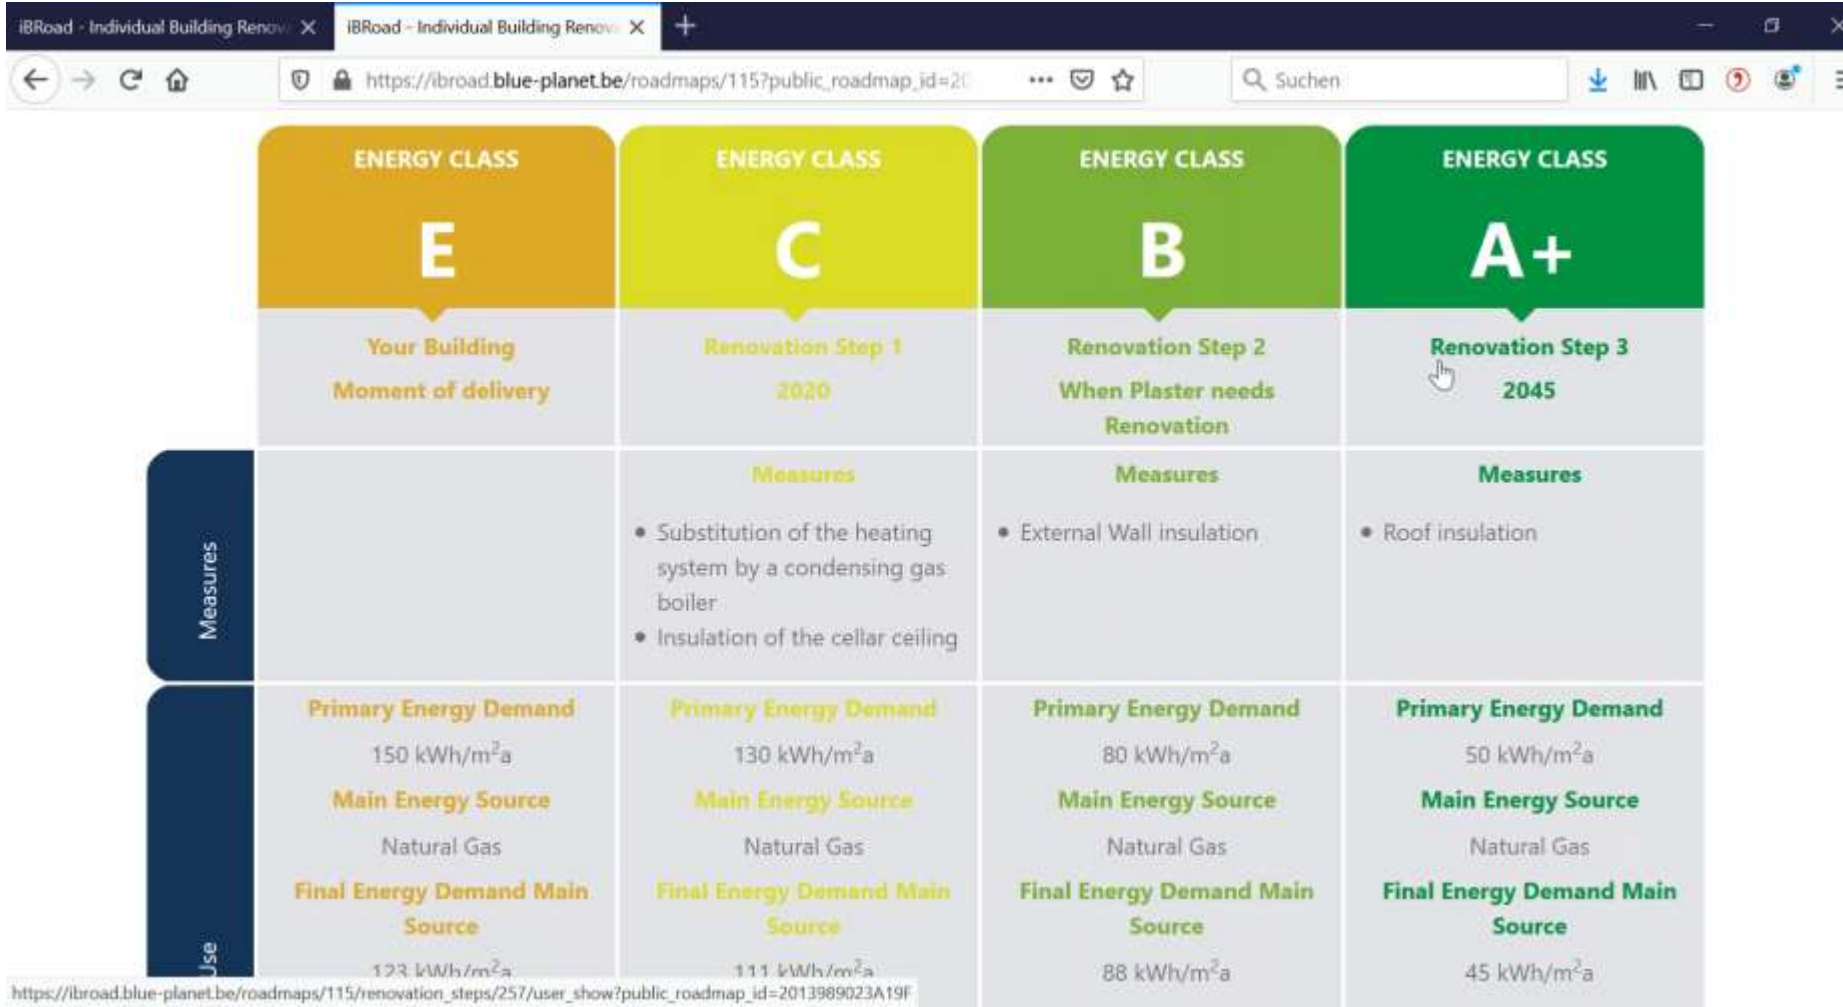 iBRoad - Individual Building Renov
iBRoad - Individual Building Renov
https://ibroad.blue-planet.be/roadmaps/115?public_roadmap_id=20
Suchen
ENERGY CLASS
E
ENERGY CLASS
C
ENERGY CLASS
B
ENERGY CLASS
A+
Your Building
Moment of delivery
Renovation Step 1
2020
Renovation Step 2
When Plaster needs
Renovation
Renovation Step 3
2045
Measures
Measures
• Substitution of the heating
system by a condensing gas
boiler
• Insulation of the cellar ceiling
Measures
• External Wall insulation
Measures
• Roof insulation
Use
Primary Energy Demand
150 kWh/m²a
Main Energy Source
Natural Gas
Final Energy Demand Main
Source
123 kWh/m²a
Primary Energy Demand
130 kWh/m²a
Main Energy Source
Natural Gas
Final Energy Demand Main
Source
111 kWh/m²a
Primary Energy Demand
80 kWh/m²a
Main Energy Source
Natural Gas
Final Energy Demand Main
Source
88 kWh/m²a
Primary Energy Demand
50 kWh/m²a
Main Energy Source
Natural Gas
Final Energy Demand Main
Source
45 kWh/m²a
https://ibroad.blue-planet.be/roadmaps/115/renovation_steps/257/user_show?public_roadmap_id=2013989023A19F